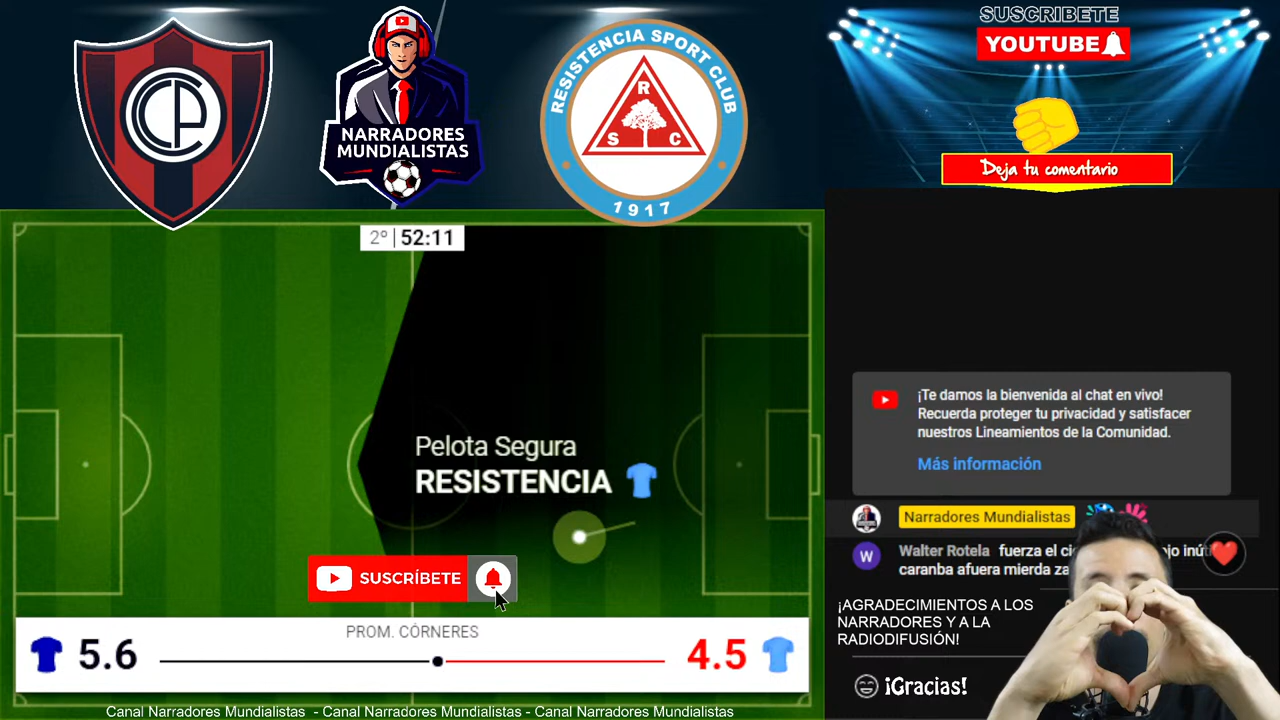 CCP
NARRADORES
MUNDIALISTAS
RESISTENCIA SPORT CLUB
R
S C
1917
SUSCRIBETE
YOUTUBE
Deja tu comentario
2º | 52:11
Pelota Segura
RESISTENCIA
SUSCRÍBETE
PROM. CÓRNERES
5.6
4.5
Canal Narradores Mundialistas - Canal Narradores Mundialistas - Canal Narradores Mundialistas
¡Te damos la bienvenida al chat en vivo!
Recuerda proteger tu privacidad y satisfacer
nuestros Lineamientos de la Comunidad.
Más información
Narradores Mundialistas
W
Walter Rotela fuerza el
caranba afuera mierda
¡AGRADECIMIENTOS A LOS
NARRADORES Y A LA
RADIODIFUSIÓN!
¡Gracias!